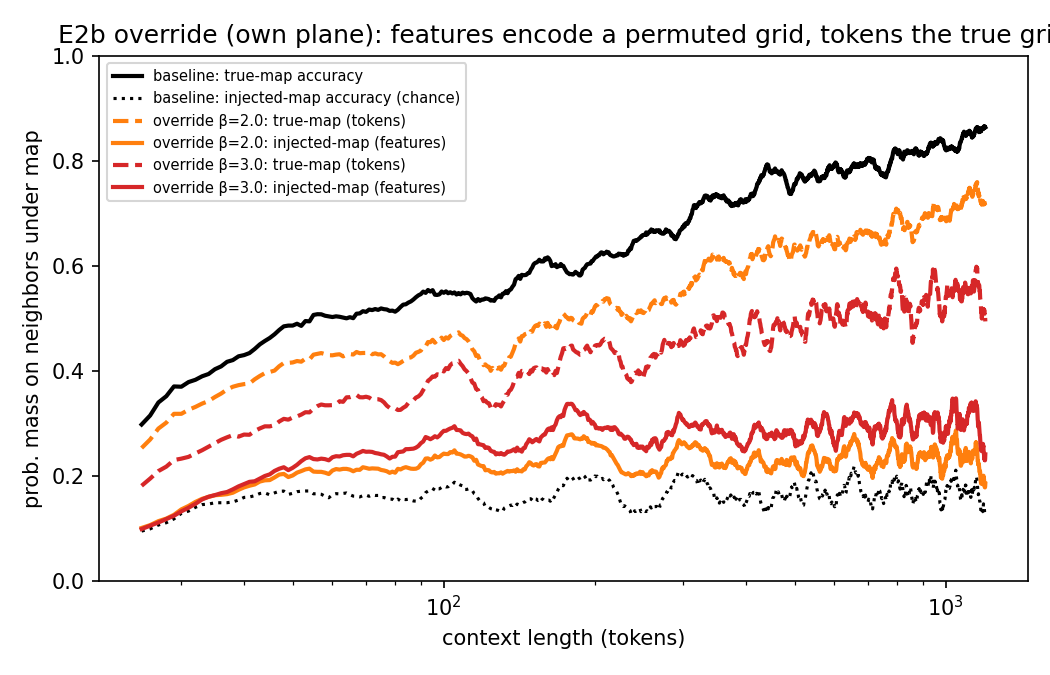 E2b override (own plane): features encode a permuted grid, tokens the true gri
1.0
0.8
0.6
0.4
0.2
0.0
prob. mass on neighbors under map
baseline: true-map accuracy
baseline: injected-map accuracy (chance)
override β=2.0: true-map (tokens)
override β=2.0: injected-map (features)
override β=3.0: true-map (tokens)
override β=3.0: injected-map (features)
10²
10³
context length (tokens)